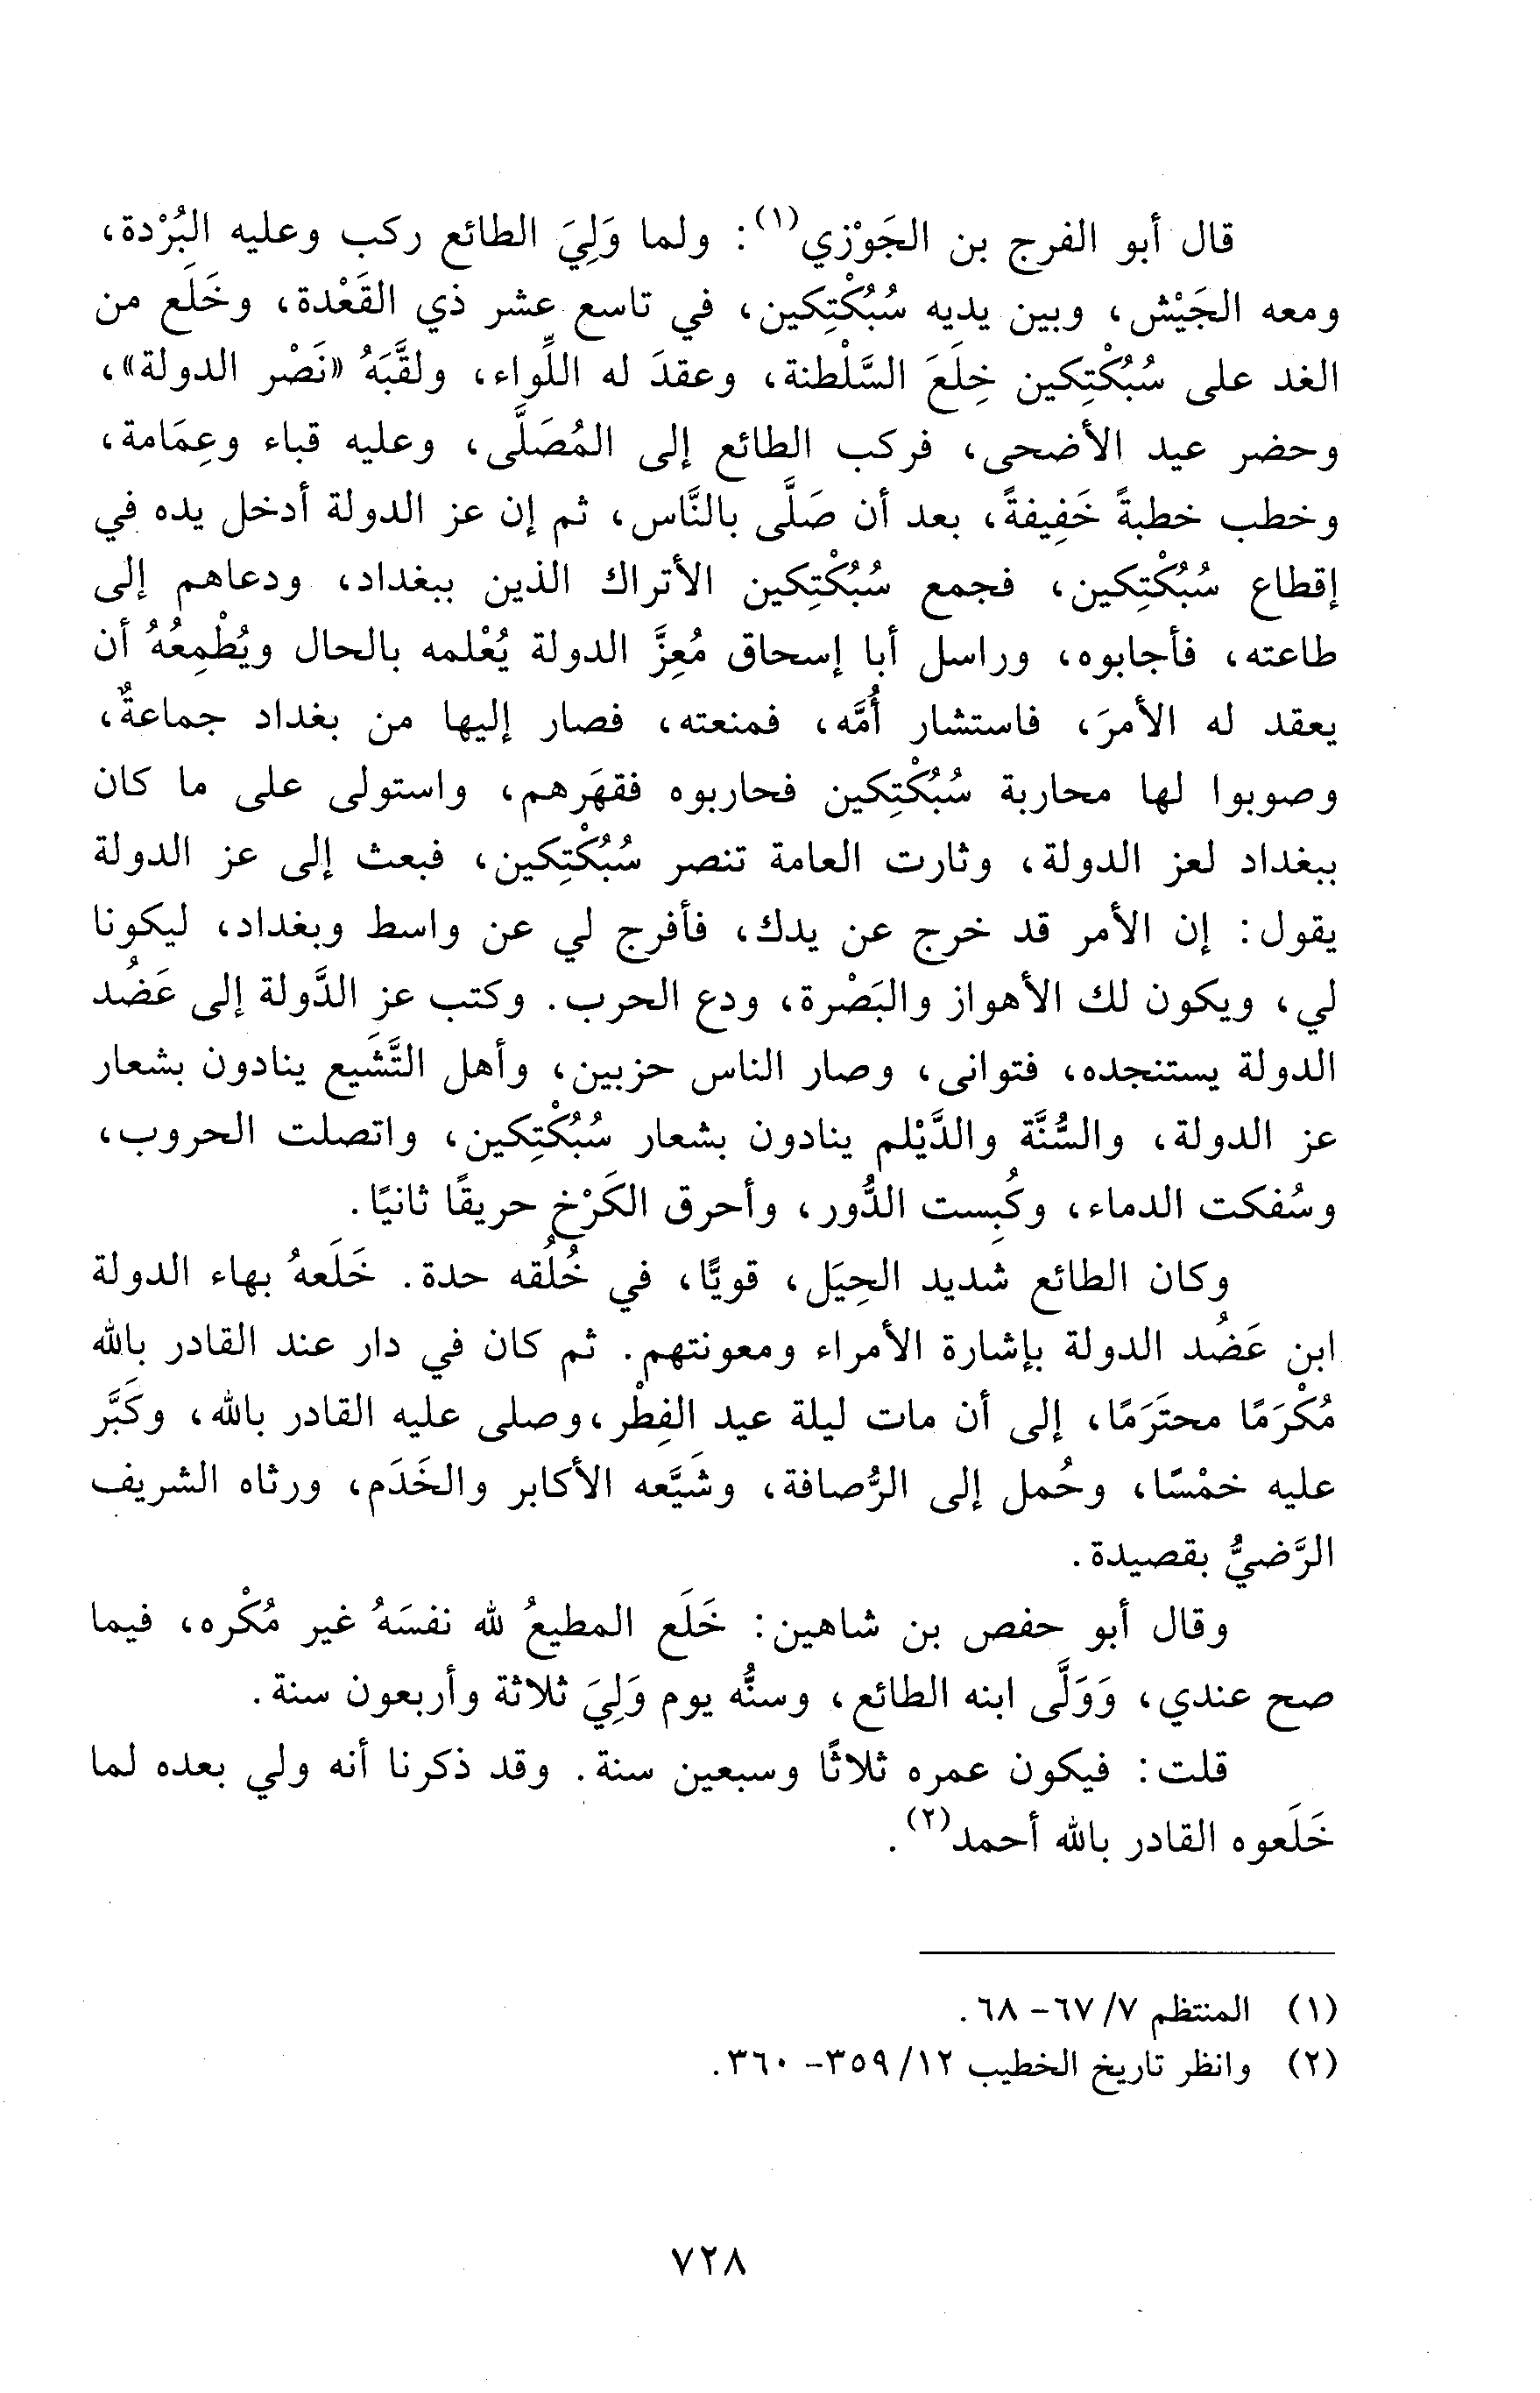 قال أبو الفرج بن الجَوْزي(١): ولما وَلِيَ الطائع ركب وعليه البُرْدة،
ومعه الجَيْش، وبين يديه سُبُكْتِكين، في تاسع عشر ذي القَعْدة، وخَلَع من
الغد على سُبُكْتِكين خِلَعَ السَّلْطنة، وعقدَ له اللِّواء، ولقَّبَهُ «نَصْر الدولة»،
وحضر عيد الأضحى، فركب الطائع إلى المُصَلَّى، وعليه قباء وعِمَامة،
وخطب خطبةً خَفِيفةً، بعد أن صَلَّى بالنَّاس، ثم إن عز الدولة أدخل يده في
إقطاع سُبُكْتِكين، فجمع سُبُكْتِكين الأتراك الذين ببغداد، ودعاهم إلى
طاعته، فأجابوه، وراسل أبا إسحاق مُعِزَّ الدولة يُعْلمه بالحال ويُطْمِعُهُ أن
يعقد له الأمرَ، فاستشار أُمَّه، فمنعته، فصار إليها من بغداد جماعةٌ،
وصوبوا لها محاربة سُبُكْتِكين فحاربوه فقهَرهم، واستولى على ما كان
ببغداد لعز الدولة، وثارت العامة تنصر سُبُكْتِكين، فبعث إلى عز الدولة
يقول: إن الأمر قد خرج عن يدك، فأفرج لي عن واسط وبغداد، ليكونا
لي، ويكون لك الأهواز والبَصْرة، ودع الحرب. وكتب عز الدَّولة إلى عَضُد
الدولة يستنجده، فتوانى، وصار الناس حزبين، وأهل التَّشَيع ينادون بشعار
عز الدولة، والسُّنَّة والدَّيْلم ينادون بشعار سُبُكْتِكين، واتصلت الحروب،
وسُفكت الدماء، وكُبِست الدُّور، وأحرق الكَرْخ حريقًا ثانيًا.
وكان الطائع شديد الحِيَل، قويًّا، في خُلُقه حدة. خَلَعهُ بهاء الدولة
ابن عَضُد الدولة بإشارة الأمراء ومعونتهم. ثم كان في دار عند القادر بالله
مُكْرَمًا محتَرَمًا، إلى أن مات ليلة عيد الفِطْر، وصلى عليه القادر بالله، وكَبَّر
عليه خمْسًا، وحُمل إلى الرُّصافة، وشَيَّعه الأكابر والخَدَم، ورثاه الشريف
الرَّضيُّ بقصيدة.
وقال أبو حفص بن شاهين: خَلَع المطيعُ لله نفسَهُ غير مُكْره، فيما
صح عندي، وَوَلَّى ابنه الطائع، وسنُّه يوم وَلِيَ ثلاثة وأربعون سنة.
قلت: فيكون عمره ثلاثًا وسبعين سنة. وقد ذكرنا أنه ولي بعده لما
خَلَعوه القادر بالله أحمد(٢).
(١) المنتظم ٧/ ٦٧- ٦٨.
(٢) وانظر تاريخ الخطيب ١٢/ ٣٥٩- ٣٦٠.
٧٢٨